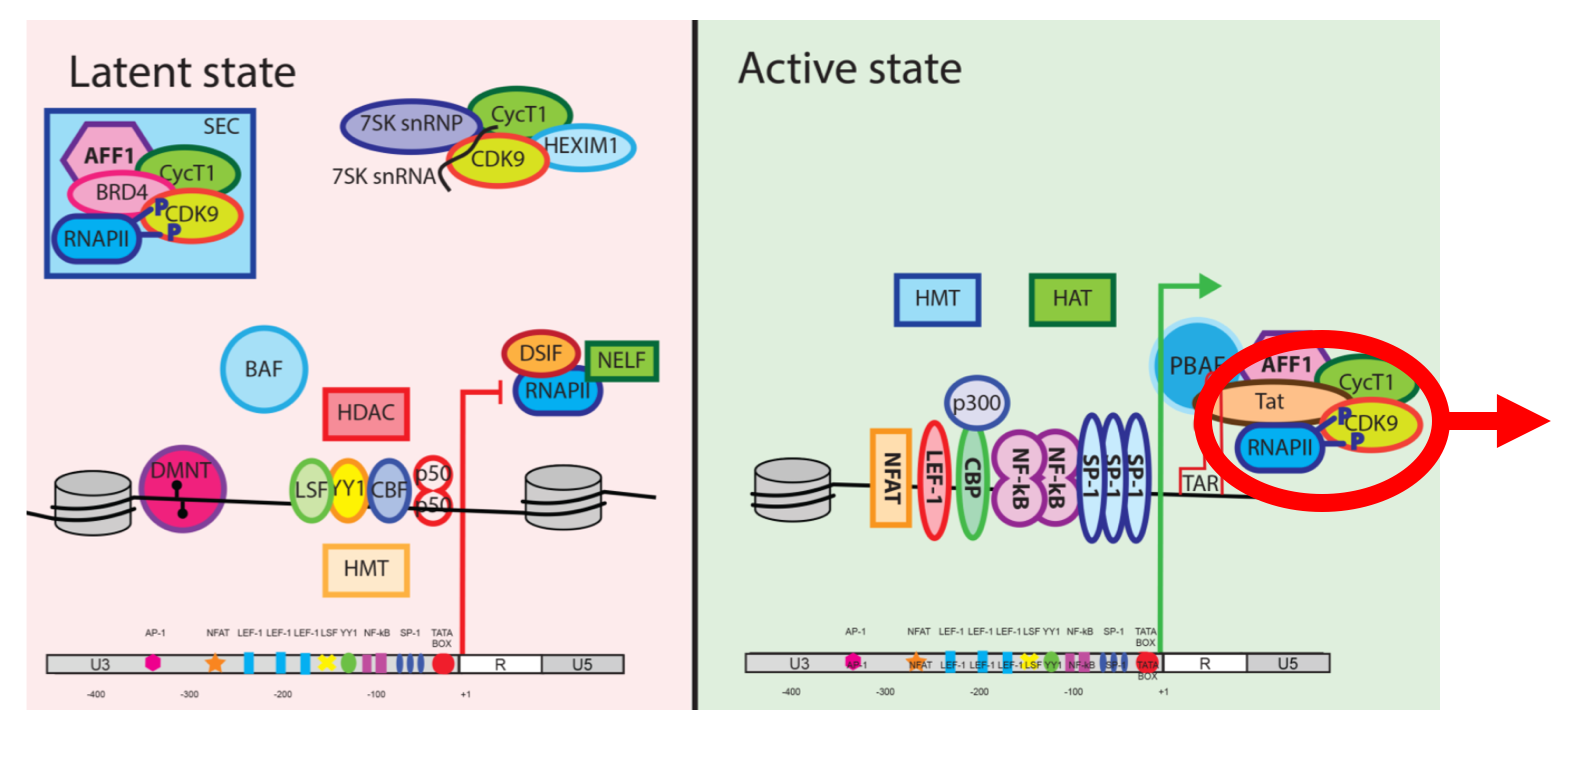 Latent state
SEC
AFF1
CycT1
BRD4
P
CDK9
RNAPII
P
7SK snRNP
CycT1
HEXIM1
CDK9
7SK snRNA
BAF
HDAC
DSIF
NELF
RNAPII
DMNT
LSF
YY1
CBF
p50
p50
HMT
AP-1 NFAT LEF-1 LEF-1 LEF-1 LSF YY1 NF-kB SP-1 TATA
BOX
U3 R U5
-400 -300 -200 -100 +1
Active state
HMT
HAT
PBAF
AFF1
CycT1
Tat
P
CDK9
RNAPII
P
TAR
p300
NFAT
LEF-1
CBP
NF-kB
NF-kB
SP-1
SP-1
SP-1
AP-1 NFAT LEF-1 LEF-1 LEF-1 LSF YY1 NF-kB SP-1 TATA
BOX
U3 AP-1 NFAT LEF-1 LEF-1 LEF-1 LSF YY1 NF-kB SP-1 TATA R U5
BOX
-400 -300 -200 -100 +1